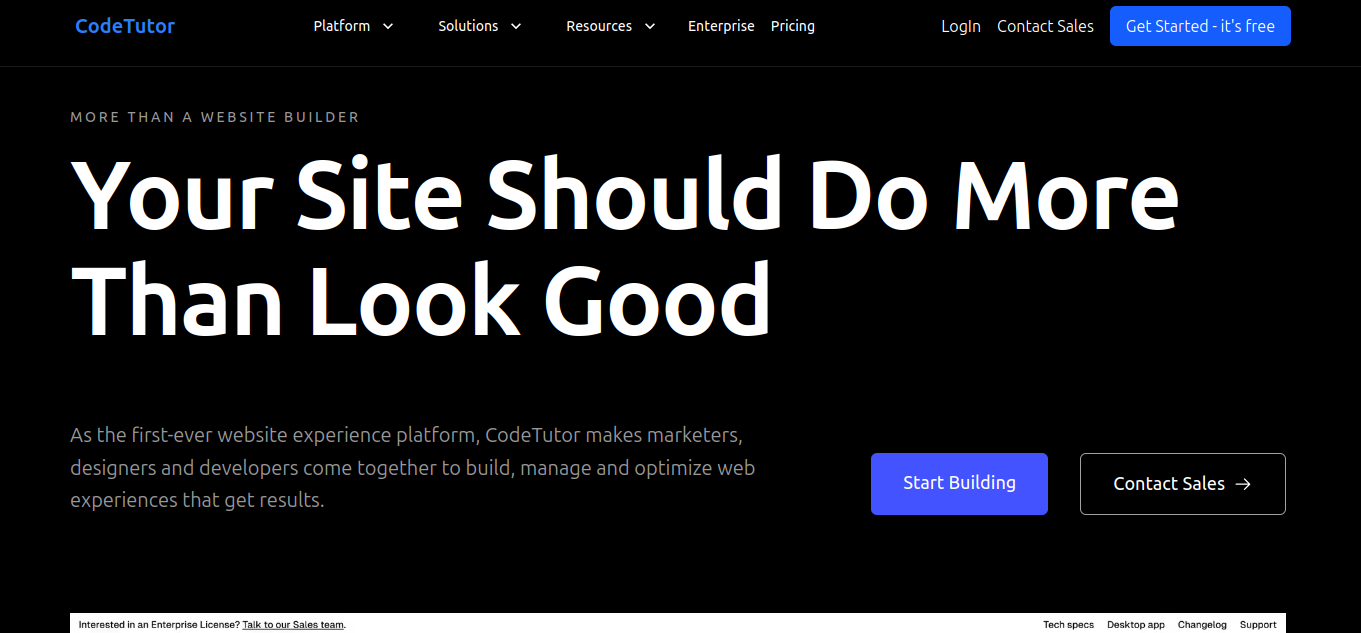 CodeTutor Platform Solutions Resources Enterprise Pricing LogIn Contact Sales Get Started - it's free
MORE THAN A WEBSITE BUILDER
Your Site Should Do More
Than Look Good
As the first-ever website experience platform, CodeTutor makes marketers,
designers and developers come together to build, manage and optimize web
experiences that get results.
Start Building
Contact Sales →
Interested in an Enterprise License? Talk to our Sales team. Tech specs Desktop app Changelog Support